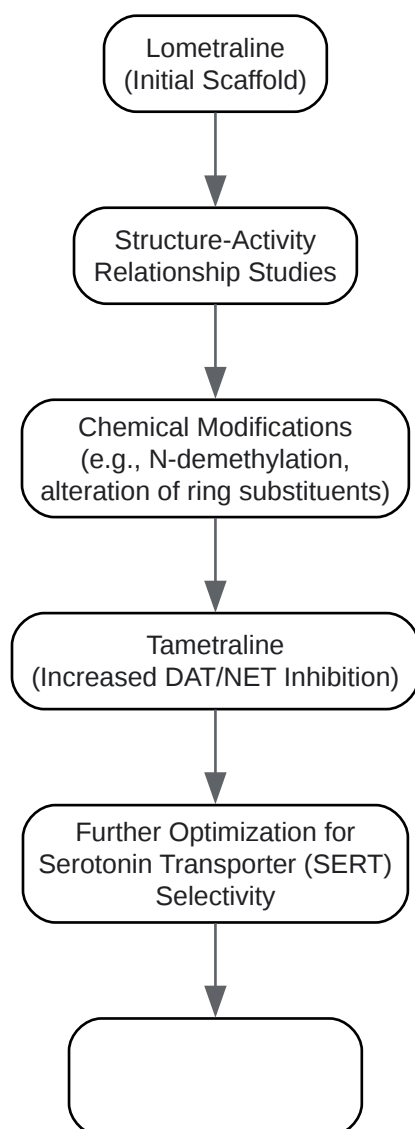 Lometraline
(Initial Scaffold)
Structure-Activity
Relationship Studies
Chemical Modifications
(e.g., N-demethylation,
alteration of ring substituents)
Tametraline
(Increased DAT/NET Inhibition)
Further Optimization for
Serotonin Transporter (SERT)
Selectivity